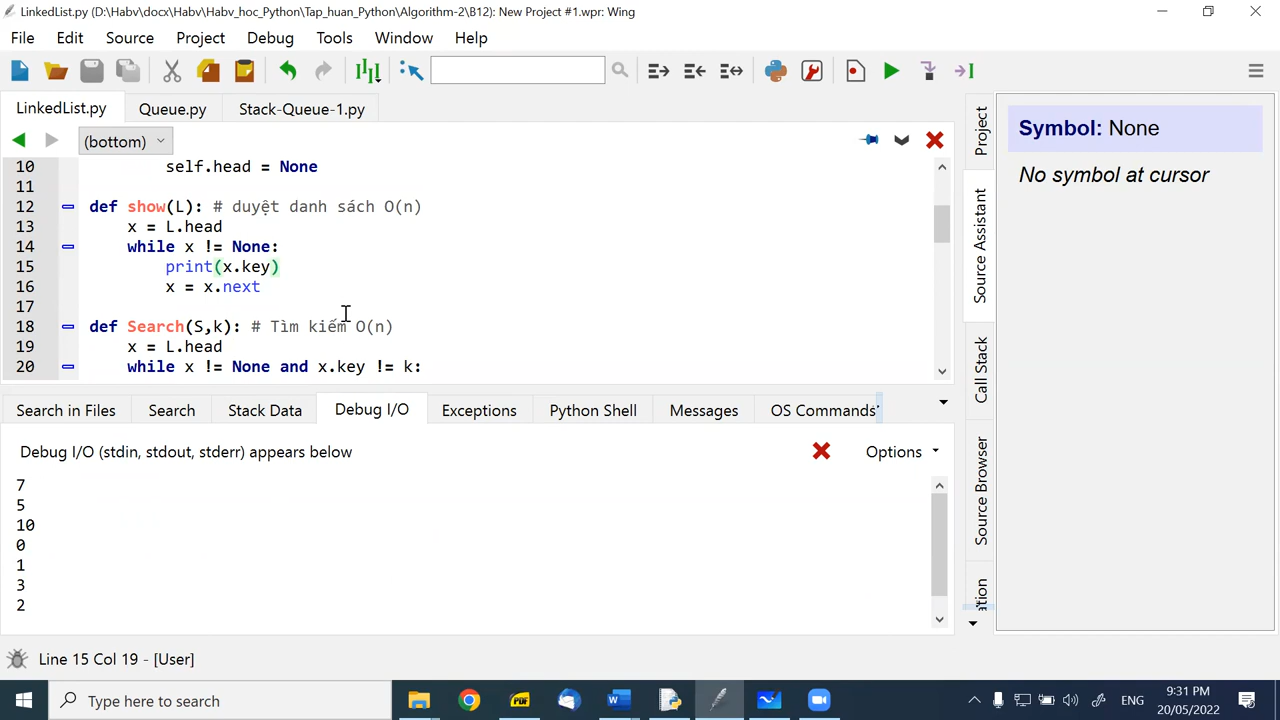 LinkedList.py (D:\Habv\docx\Habv\Habv_hoc_Python\Tap_huan_Python\Algorithm-2\B12): New Project #1.wpr: Wing
File Edit Source Project Debug Tools Window Help
LinkedList.py Queue.py Stack-Queue-1.py
(bottom)
10 self.head = None
11
12 def show(L): # duyệt danh sách O(n)
13 x = L.head
14 while x != None:
15 print(x.key)
16 x = x.next
17
18 def Search(S,k): # Tìm kiếm O(n)
19 x = L.head
20 while x != None and x.key != k:
Search in Files Search Stack Data Debug I/O Exceptions Python Shell Messages OS Commands
Debug I/O (stdin, stdout, stderr) appears below
Options
7
5
10
0
1
3
2
Line 15 Col 19 - [User]
Project
Source Assistant
Call Stack
Source Browser
Symbol: None
No symbol at cursor
Type here to search
ENG
9:31 PM
20/05/2022